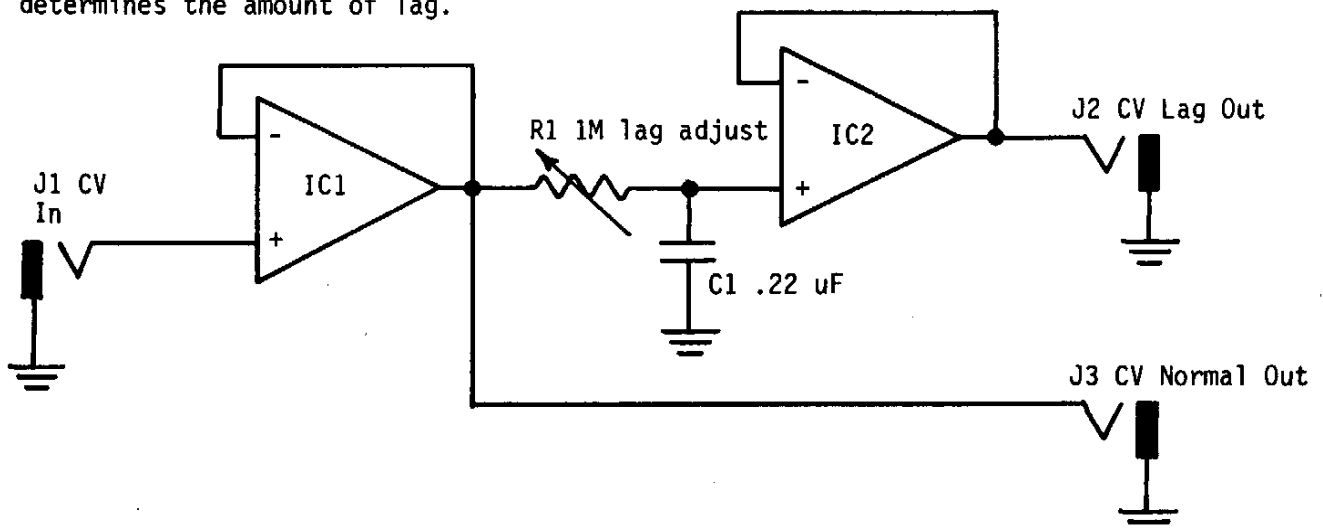 determines the amount of lag.
J1 CV
In
-
IC1
+
R1 1M lag adjust
C1 .22 uF
-
IC2
+
J2 CV Lag Out
J3 CV Normal Out